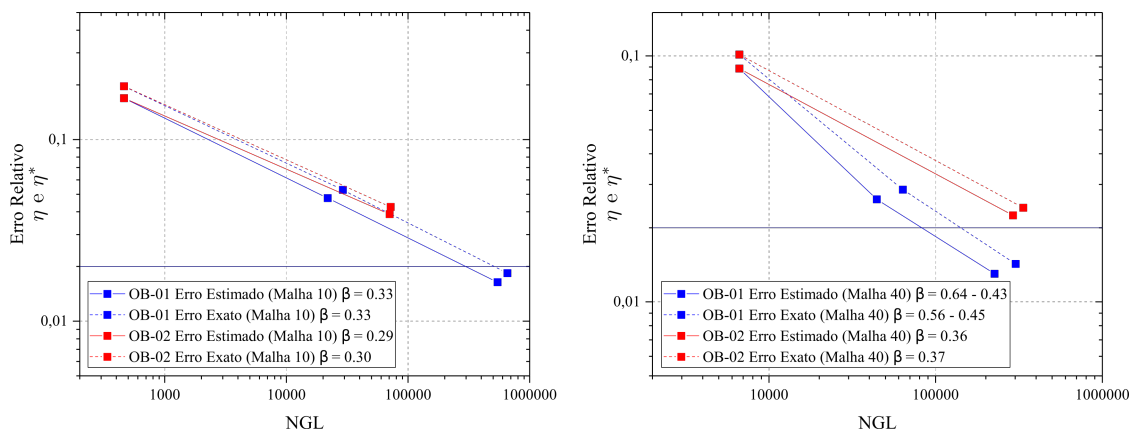 0,1
0,01
Erro Relativo
η e η*
1000
10000
100000
1000000
NGL
OB-01 Erro Estimado (Malha 10) β = 0.33
OB-01 Erro Exato (Malha 10) β = 0.33
OB-02 Erro Estimado (Malha 10) β = 0.29
OB-02 Erro Exato (Malha 10) β = 0.30
0,1
0,01
Erro Relativo
η e η*
10000
100000
1000000
NGL
OB-01 Erro Estimado (Malha 40) β = 0.64 - 0.43
OB-01 Erro Exato (Malha 40) β = 0.56 - 0.45
OB-02 Erro Estimado (Malha 40) β = 0.36
OB-02 Erro Exato (Malha 40) β = 0.37